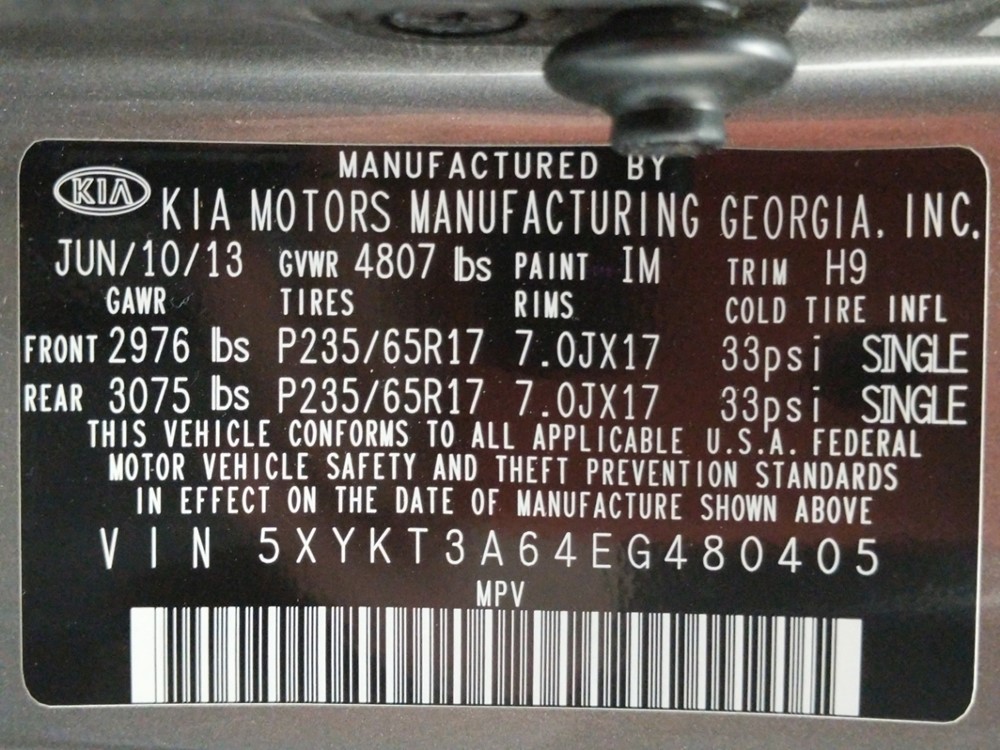 MANUFACTURED BY
KIA KIA MOTORS MANUFACTURING GEORGIA, INC.
JUN/10/13 GVWR 4807 lbs PAINT IM TRIM H9
GAWR TIRES RIMS COLD TIRE INFL
FRONT 2976 lbs P235/65R17 7.0JX17 33psi SINGLE
REAR 3075 lbs P235/65R17 7.0JX17 33psi SINGLE
THIS VEHICLE CONFORMS TO ALL APPLICABLE U.S.A. FEDERAL
MOTOR VEHICLE SAFETY AND THEFT PREVENTION STANDARDS
IN EFFECT ON THE DATE OF MANUFACTURE SHOWN ABOVE
VIN 5XYKT3A64EG480405
MPV